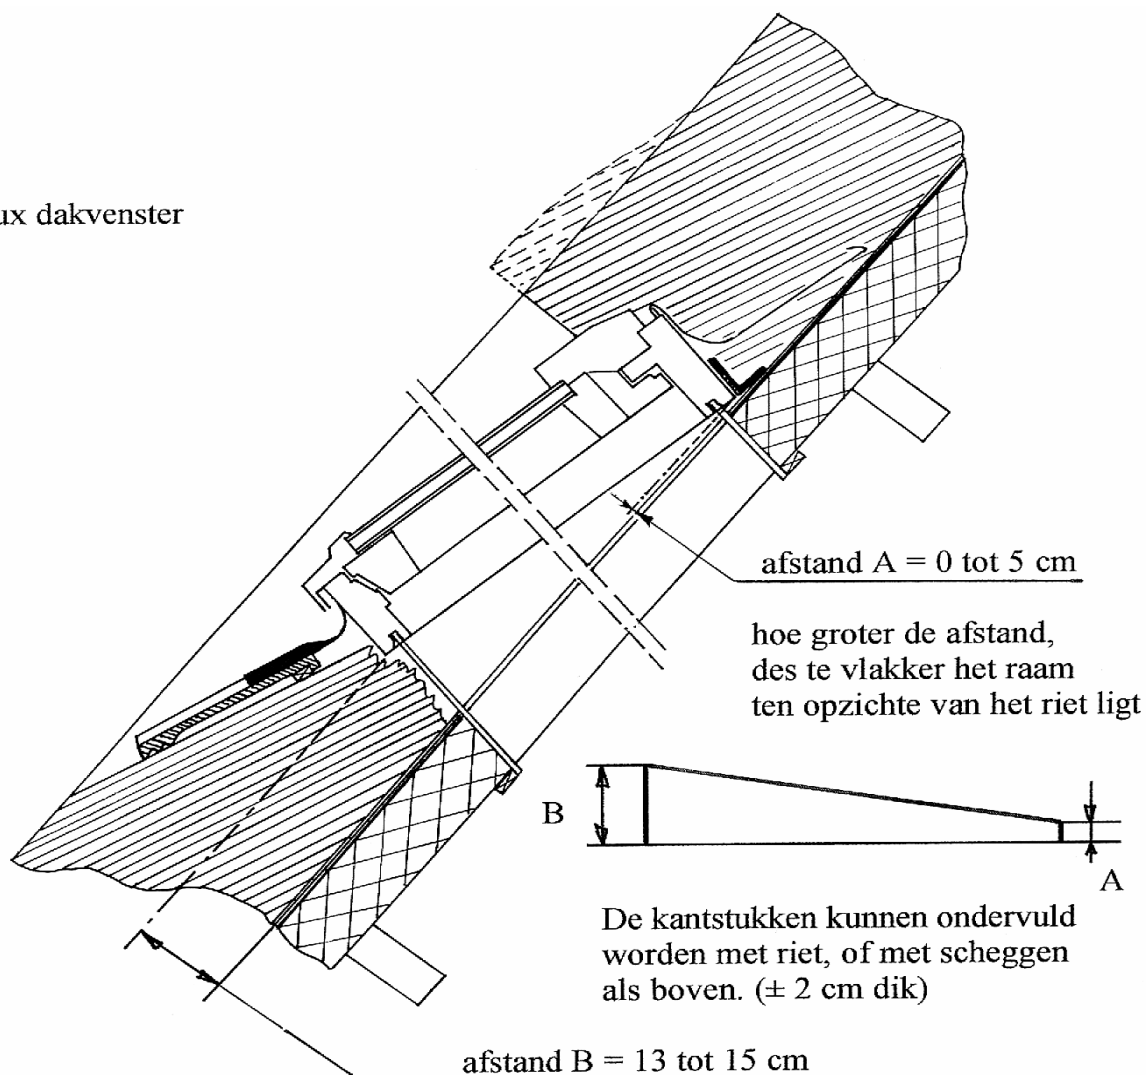 dakvenster
afstand A = 0 tot 5 cm
hoe groter de afstand,
des te vlakker het raam
ten opzichte van het riet ligt
B
A
De kantstukken kunnen ondervuld
worden met riet, of met scheggen
als boven. (± 2 cm dik)
afstand B = 13 tot 15 cm